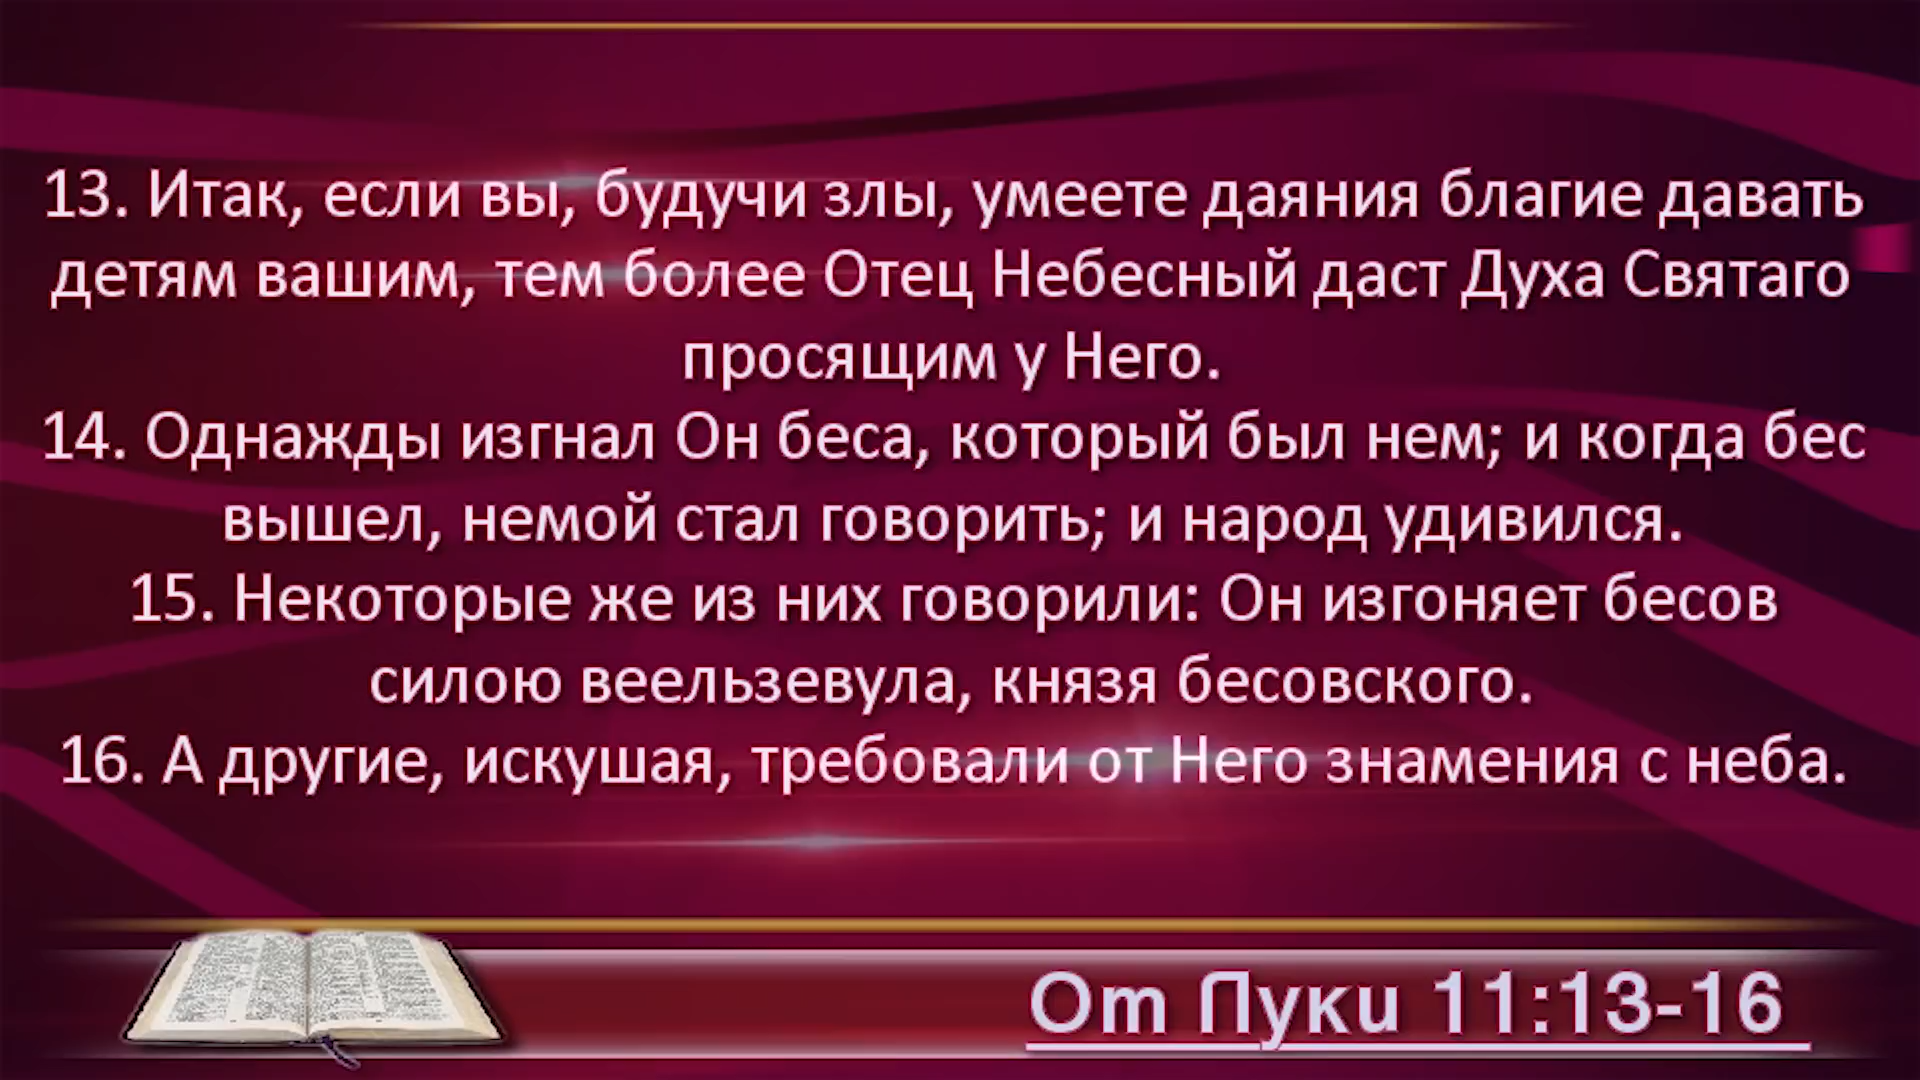 13. Итак, если вы, будучи злы, умеете даяния благие давать
детям вашим, тем более Отец Небесный даст Духа Святаго
просящим у Него.
14. Однажды изгнал Он беса, который был нем; и когда бес
вышел, немой стал говорить; и народ удивился.
15. Некоторые же из них говорили: Он изгоняет бесов
силою веельзевула, князя бесовского.
16. А другие, искушая, требовали от Него знамения с неба.
От Луки 11:13-16